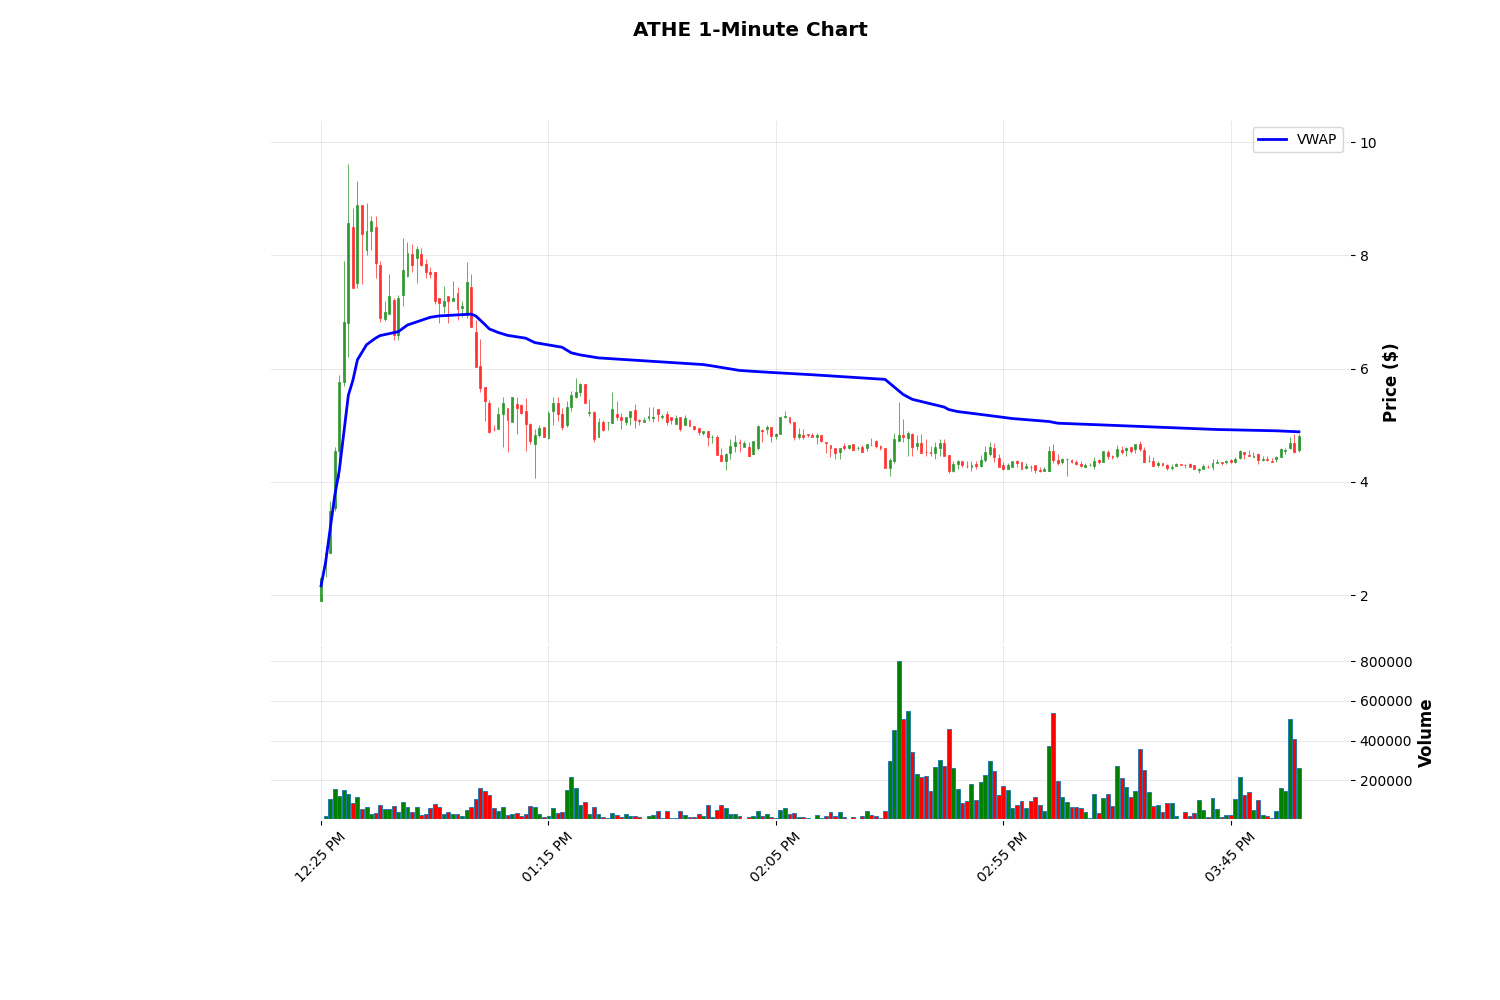 ATHE 1-Minute Chart
VWAP
10
8
6
4
2
Price ($)
800000
600000
400000
200000
Volume
12:25 PM
01:15 PM
02:05 PM
02:55 PM
03:45 PM